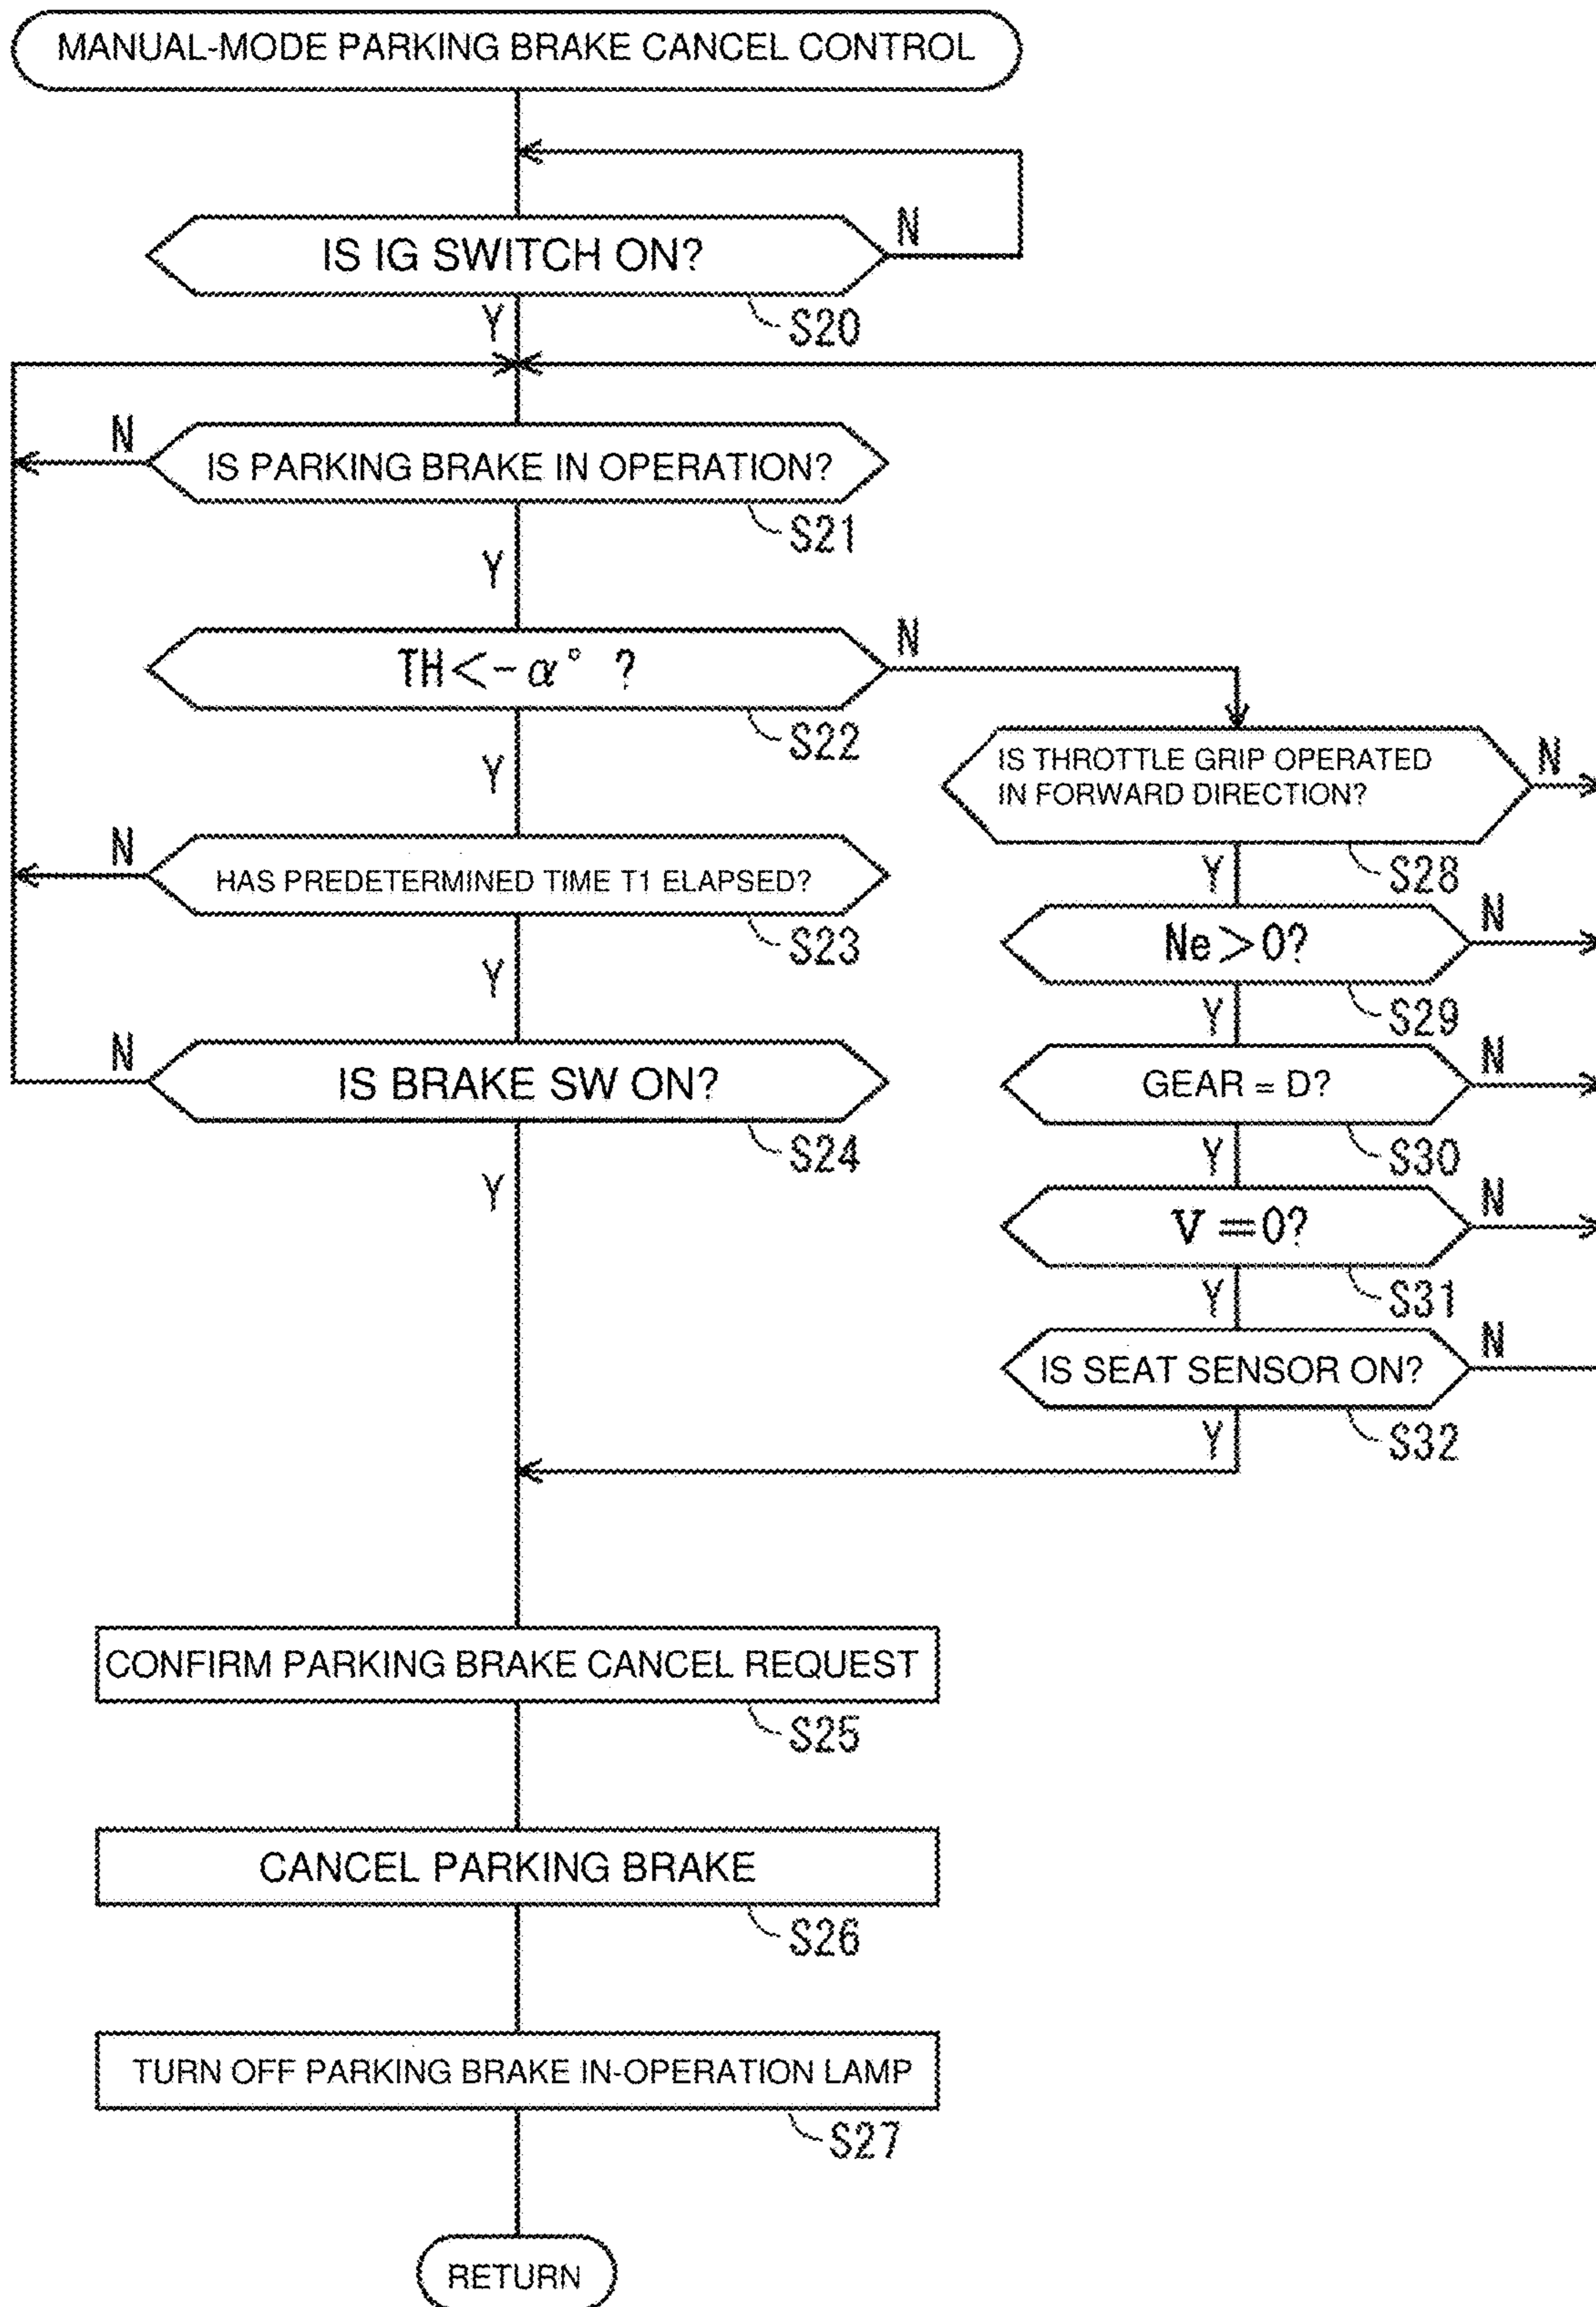 MANUAL-MODE PARKING BRAKE CANCEL CONTROL
IS IG SWITCH ON?
N
Y
S20
N
IS PARKING BRAKE IN OPERATION?
S21
Y
TH<-α° ?
N
S22
Y
IS THROTTLE GRIP OPERATED
IN FORWARD DIRECTION?
N
S28
Y
N
HAS PREDETERMINED TIME T1 ELAPSED?
S23
Y
Ne>0?
N
S29
Y
N
IS BRAKE SW ON?
S24
Y
GEAR = D?
N
S30
Y
V=0?
N
S31
Y
IS SEAT SENSOR ON?
N
S32
Y
CONFIRM PARKING BRAKE CANCEL REQUEST
S25
CANCEL PARKING BRAKE
S26
TURN OFF PARKING BRAKE IN-OPERATION LAMP
S27
RETURN